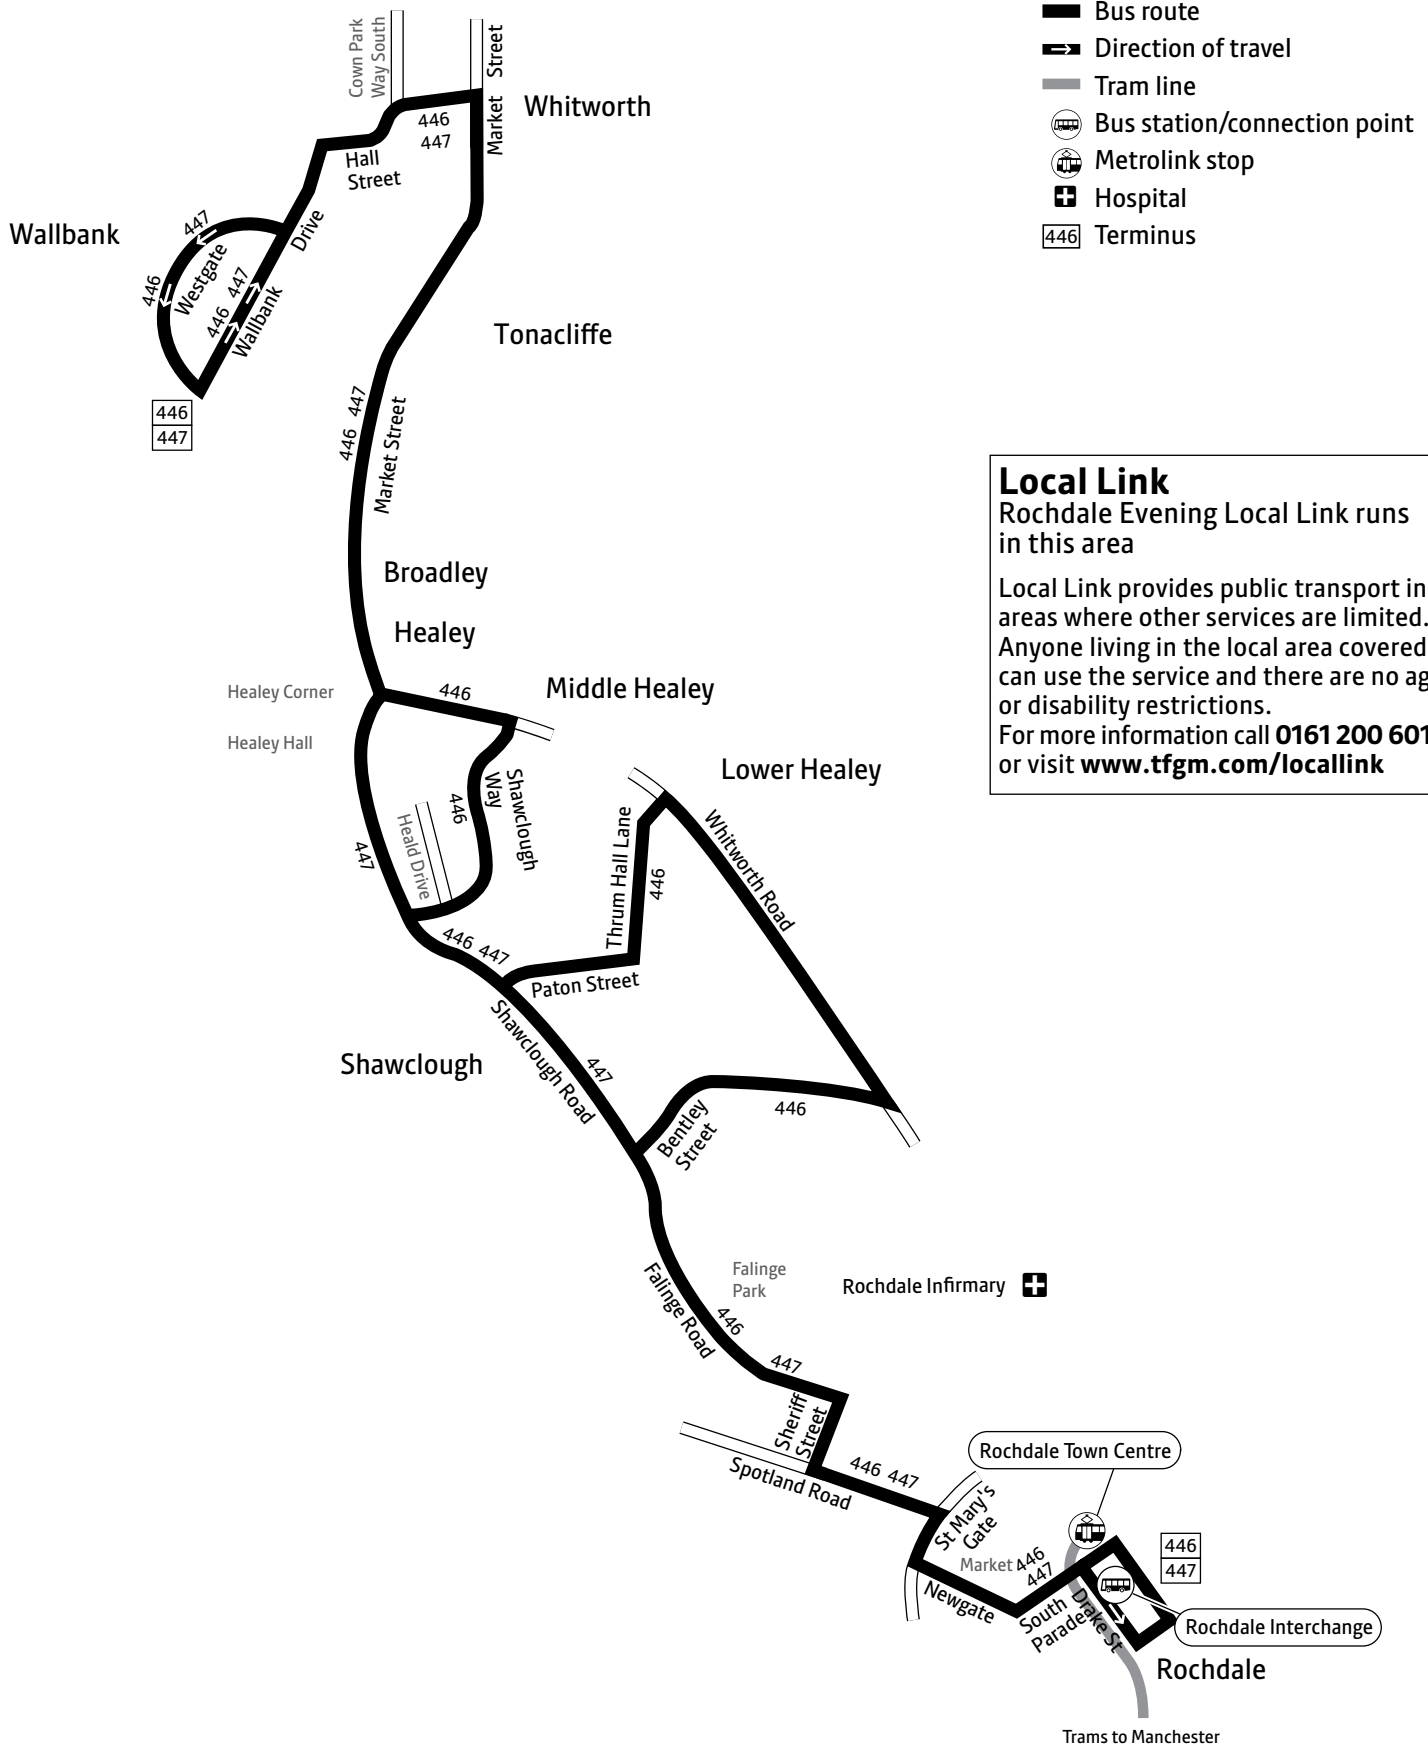 Bus route
Direction of travel
Tram line
Bus station/connection point
Metrolink stop
Hospital
446 Terminus
Cown Park
Way South
Market Street
Whitworth
446
447
Hall
Street
Wallbank
447
Drive
Westgate
446
446 447
Wallbank
Tonacliffe
446
447
446 447
Market Street
Local Link
Rochdale Evening Local Link runs
in this area
Local Link provides public transport in
areas where other services are limited.
Anyone living in the local area covered
can use the service and there are no ag
or disability restrictions.
For more information call 0161 200 601
or visit www.tfgm.com/locallink
Broadley
Healey
Healey Corner
446
Middle Healey
Healey Hall
Lower Healey
Shawclough
Way
446
Heald Drive
447
Thrum Hall Lane
446
Whitworth Road
446 447
Paton Street
Shawclough Road
Shawclough
447
446
Bentley
Street
Falinge
Park
Rochdale Infirmary
Falinge Road
446
447
Sheriff
Street
446 447
Spotland Road
Rochdale Town Centre
St Mary's
Gate
Market
446
447
446
447
Newgate
South
Parade
Drake St
Rochdale Interchange
Rochdale
Trams to Manchester